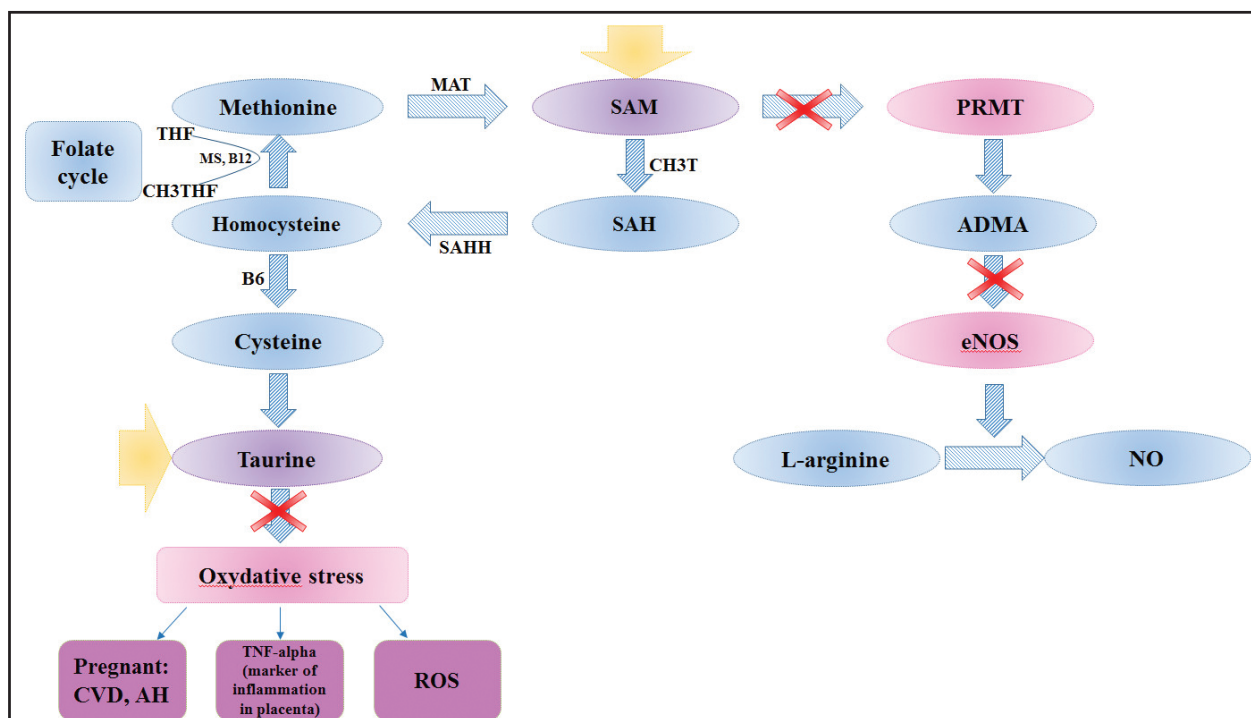 MAT
Methionine
SAM
PRMT
Folate
cycle
THF
MS, B12
CH3THF
CH3T
Homocysteine
SAHH
SAH
ADMA
B6
Cysteine
eNOS
Taurine
L-arginine
NO
Oxydative stress
Pregnant:
CVD, AH
TNF-alpha
(marker of
inflammation
in placenta)
ROS